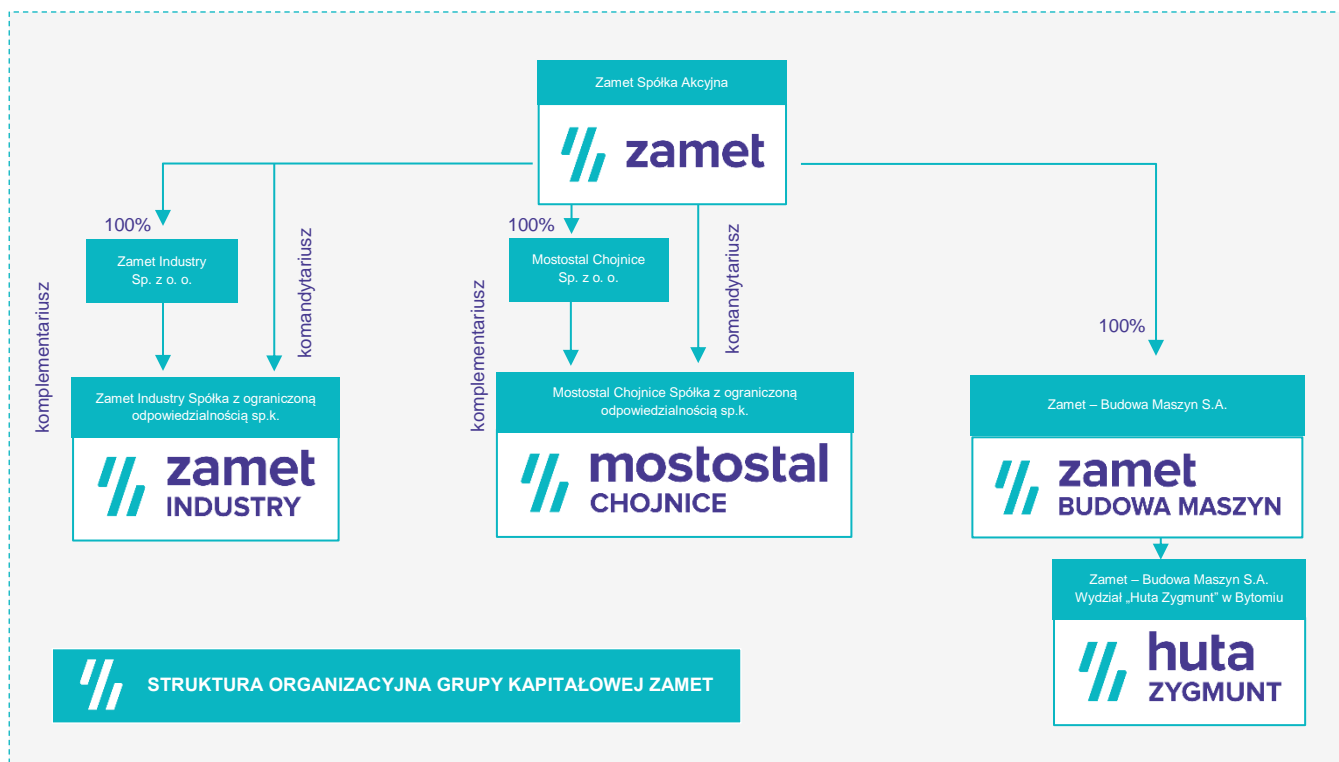 Zamet Spółka Akcyjna
zamet
100%
Zamet Industry
Sp. z o. o.
komplementariusz
komandytariusz
Zamet Industry Spółka z ograniczoną
odpowiedzialnością sp.k.
zamet
INDUSTRY
100%
Mostostal Chojnice
Sp. z o. o.
komplementariusz
komandytariusz
Mostostal Chojnice Spółka z ograniczoną
odpowiedzialnością sp.k.
mostostal
CHOJNICE
100%
Zamet – Budowa Maszyn S.A.
zamet
BUDOWA MASZYN
Zamet – Budowa Maszyn S.A.
Wydział „Huta Zygmunt” w Bytomiu
huta
ZYGMUNT
STRUKTURA ORGANIZACYJNA GRUPY KAPITAŁOWEJ ZAMET